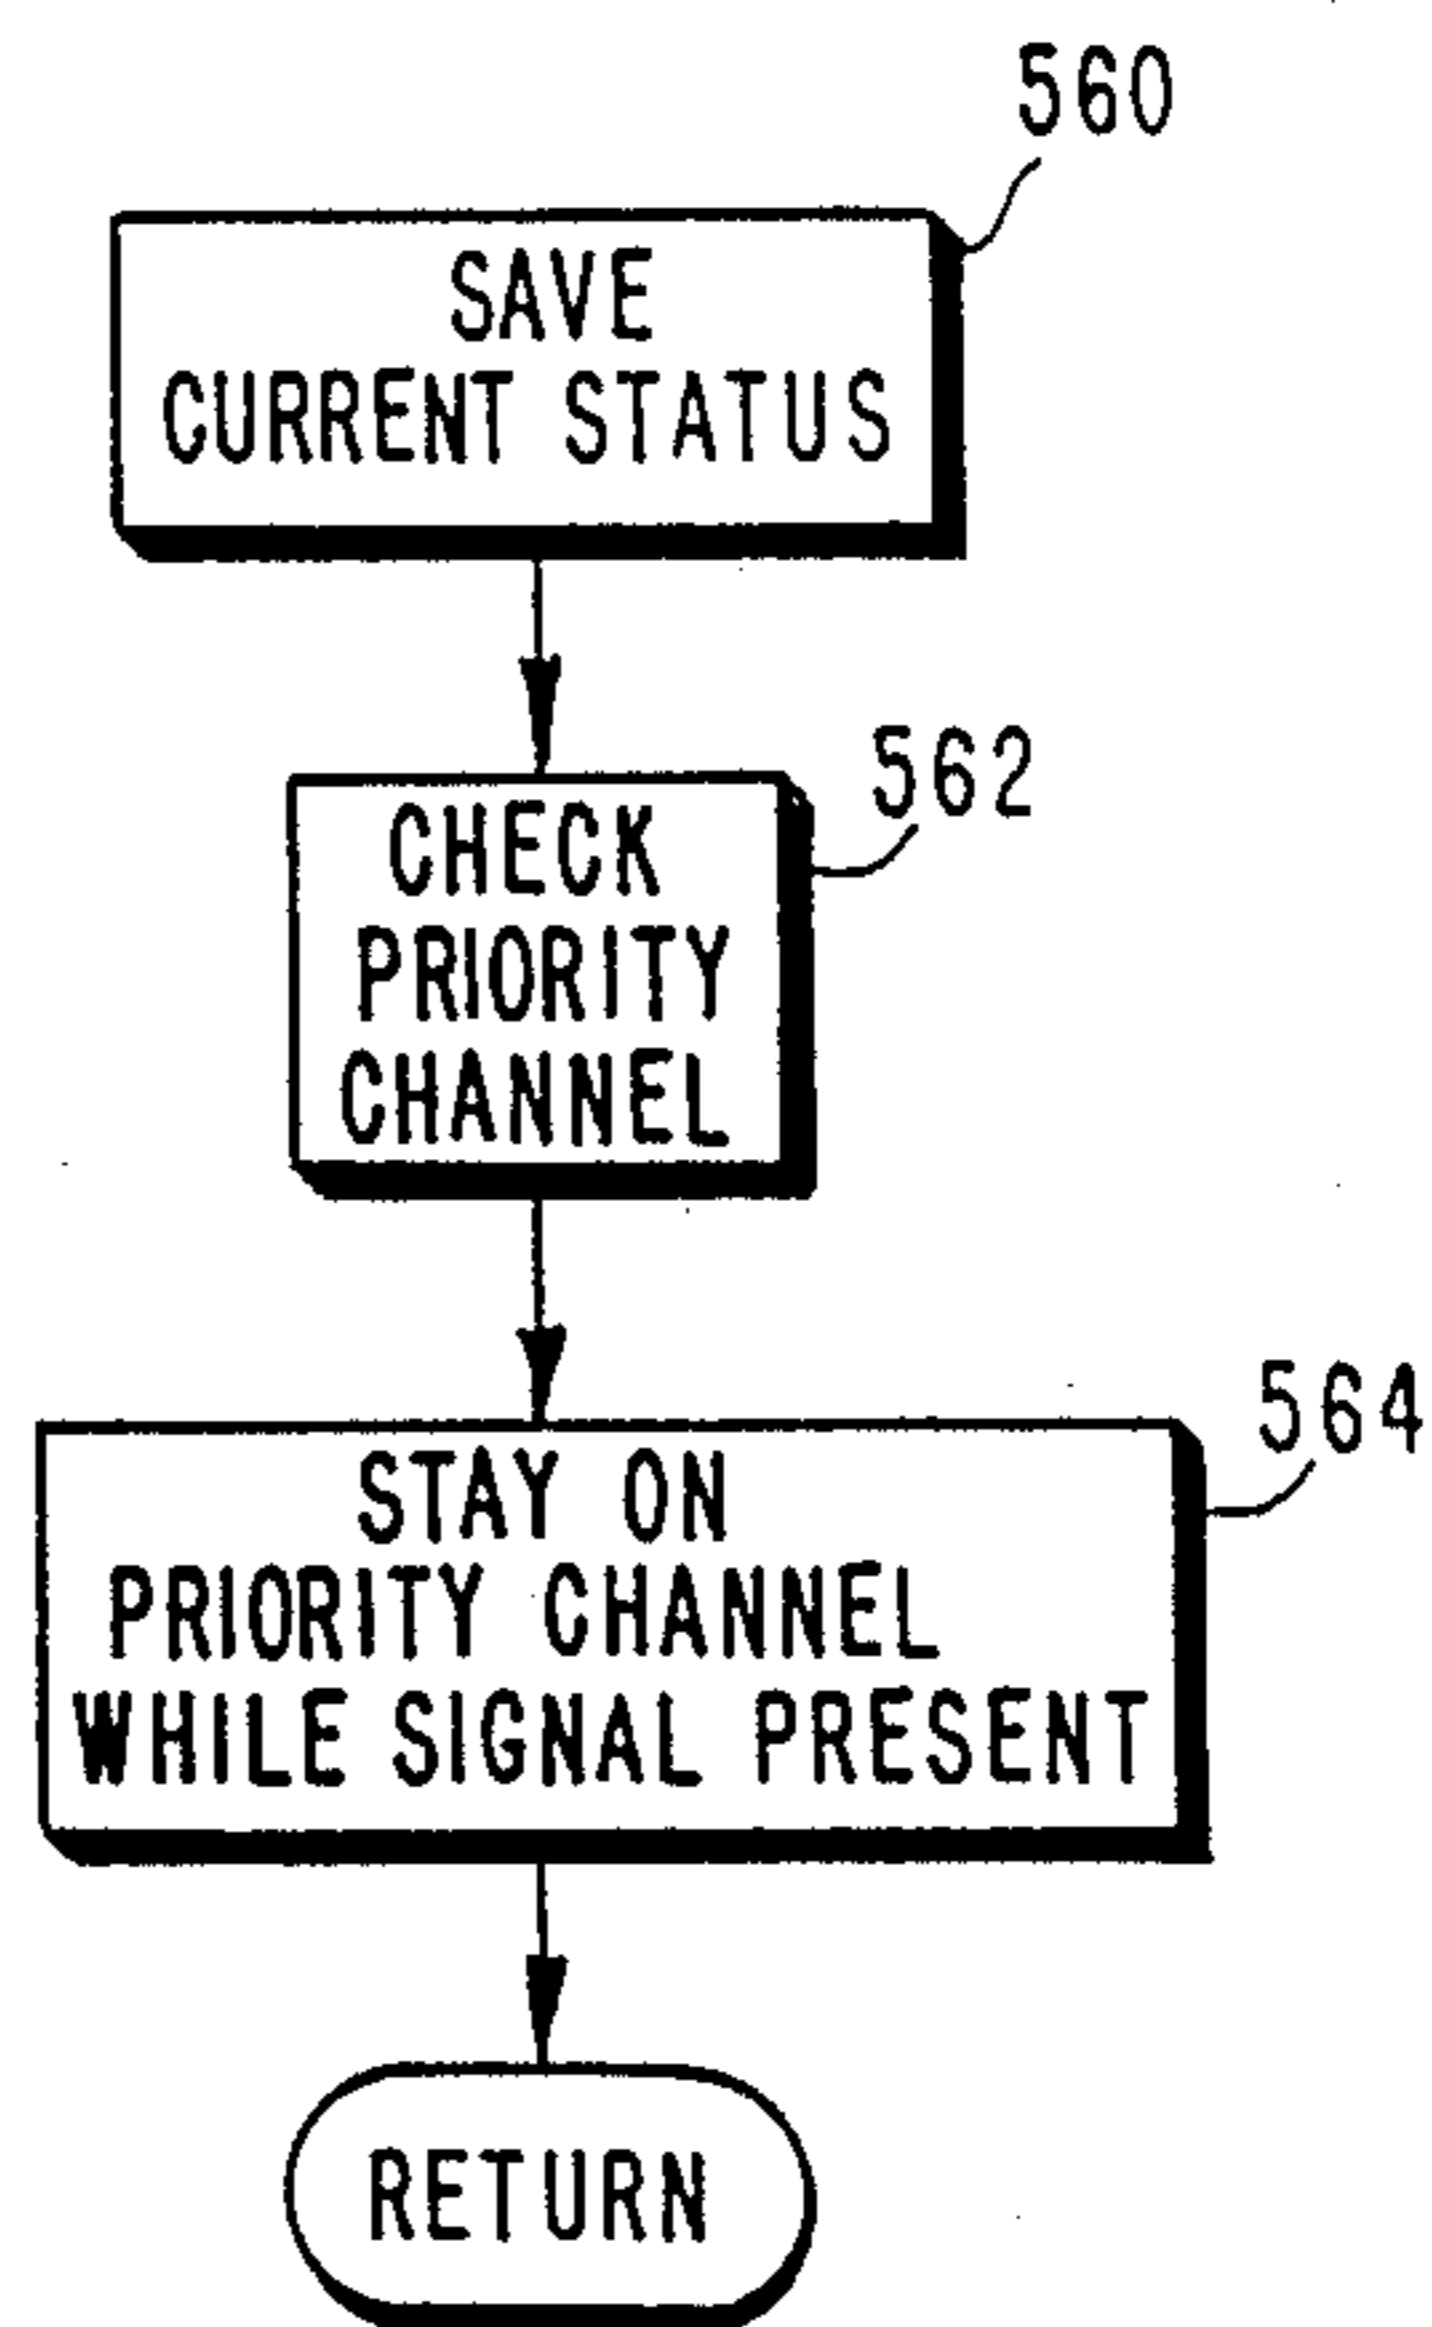 560
SAVE
CURRENT STATUS
562
CHECK
PRIORITY
CHANNEL
564
STAY ON
PRIORITY CHANNEL
WHILE SIGNAL PRESENT
RETURN